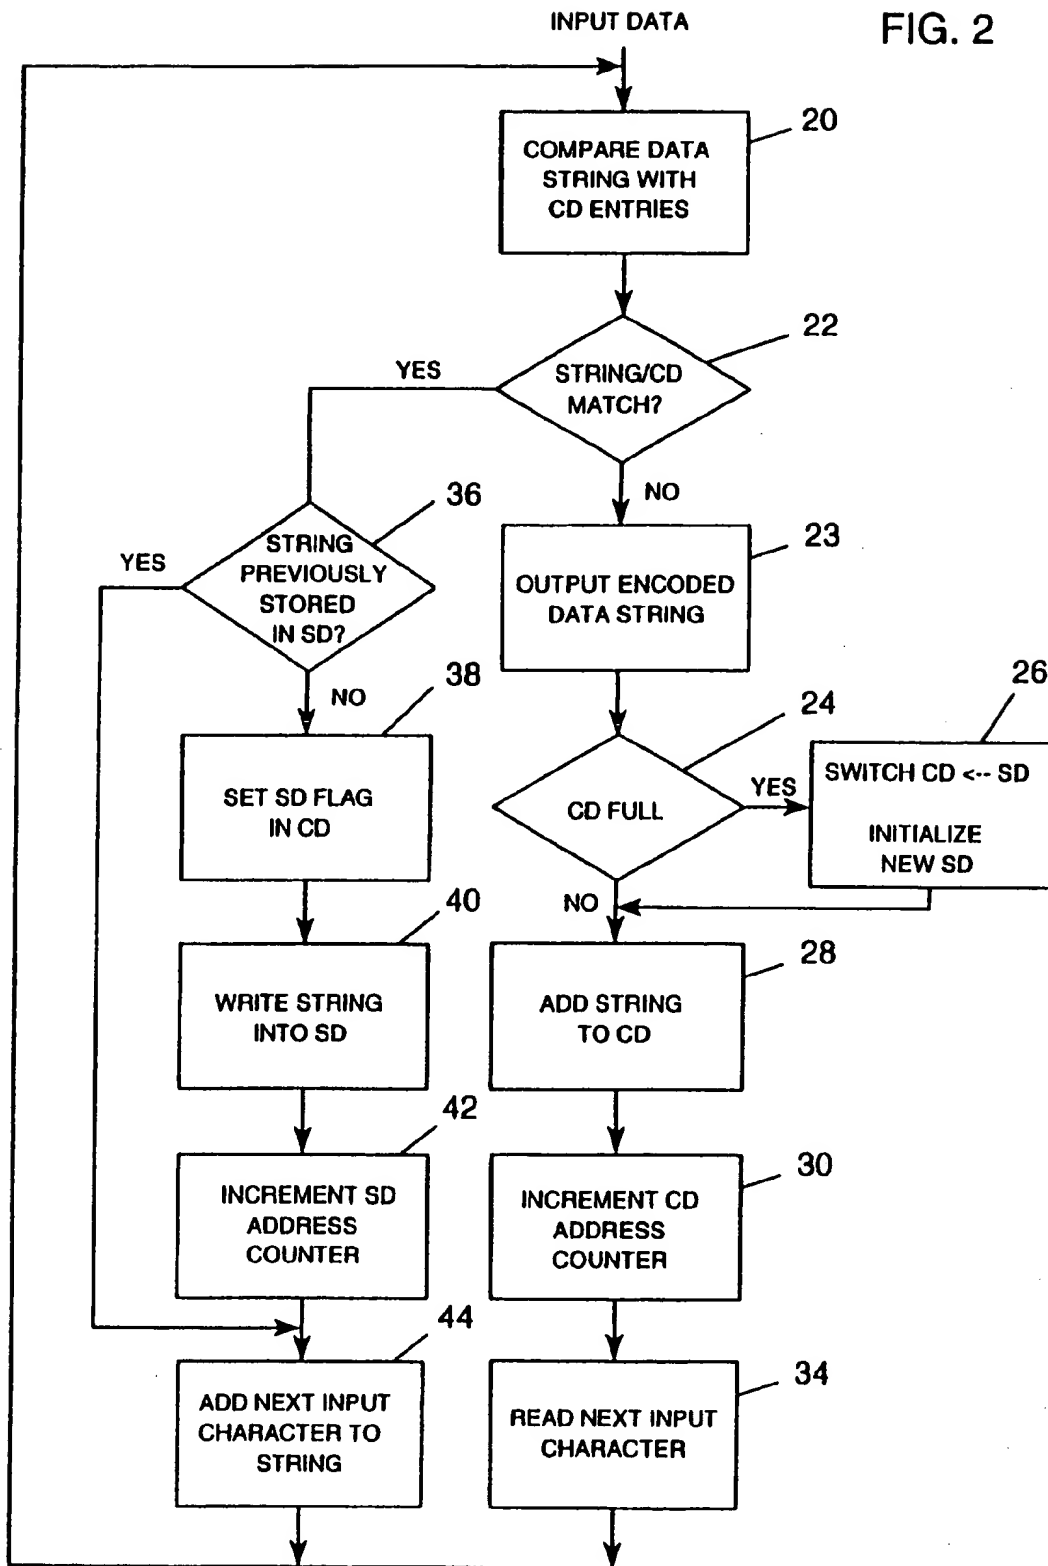 INPUT DATA
FIG. 2
20
COMPARE DATA
STRING WITH
CD ENTRIES
22
STRING/CD
MATCH?
YES
NO
36
STRING
PREVIOUSLY
STORED
IN SD?
YES
NO
23
OUTPUT ENCODED
DATA STRING
38
SET SD FLAG
IN CD
24
CD FULL
YES
NO
26
SWITCH CD <-- SD
INITIALIZE
NEW SD
40
WRITE STRING
INTO SD
28
ADD STRING
TO CD
42
INCREMENT SD
ADDRESS
COUNTER
30
INCREMENT CD
ADDRESS
COUNTER
44
ADD NEXT INPUT
CHARACTER TO
STRING
34
READ NEXT INPUT
CHARACTER